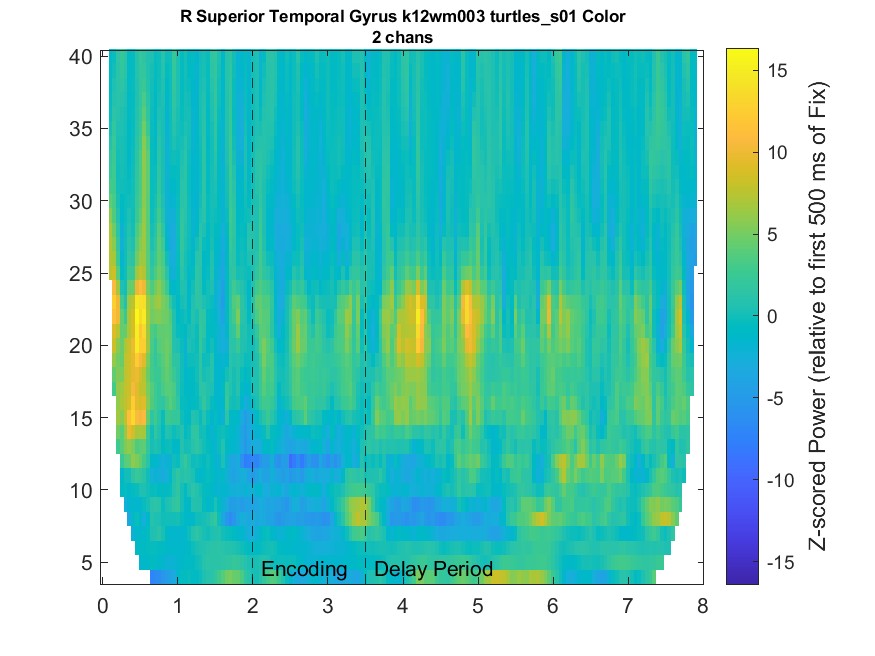 R Superior Temporal Gyrus k12wm003 turtles_s01 Color
2 chans
40
35
30
25
20
15
10
5
Encoding
Delay Period
0 1 2 3 4 5 6 7 8
15
10
5
0
-5
-10
-15
Z-scored Power (relative to first 500 ms of Fix)